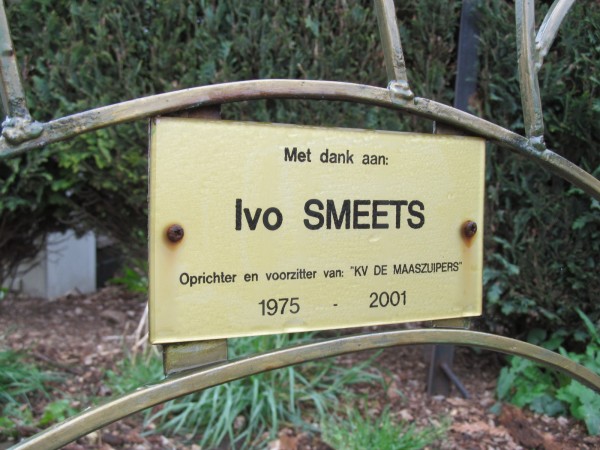 Met dank aan:
Ivo SMEETS
Oprichter en voorzitter van: "KV DE MAASZUIPERS"
1975 - 2001